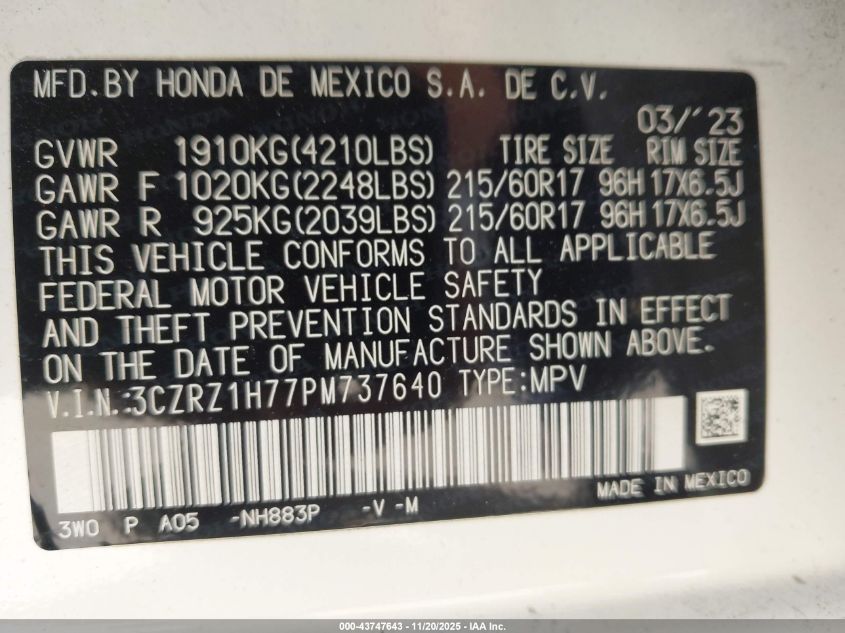 MFD.BY HONDA DE MEXICO S.A. DE C.V.
03/'23
GVWR 1910KG(4210LBS) TIRE SIZE RIM SIZE
GAWR F 1020KG(2248LBS) 215/60R17 96H 17X6.5J
GAWR R 925KG(2039LBS) 215/60R17 96H 17X6.5J
THIS VEHICLE CONFORMS TO ALL APPLICABLE
FEDERAL MOTOR VEHICLE SAFETY
AND THEFT PREVENTION STANDARDS IN EFFECT
ON THE DATE OF MANUFACTURE SHOWN ABOVE.
V.I.N.:3CZRZ1H77PM737640 TYPE:MPV
MADE IN MEXICO
3W0 P A05 -NH883P -V -M
000-43747643 - 11/20/2025 - IAA Inc.